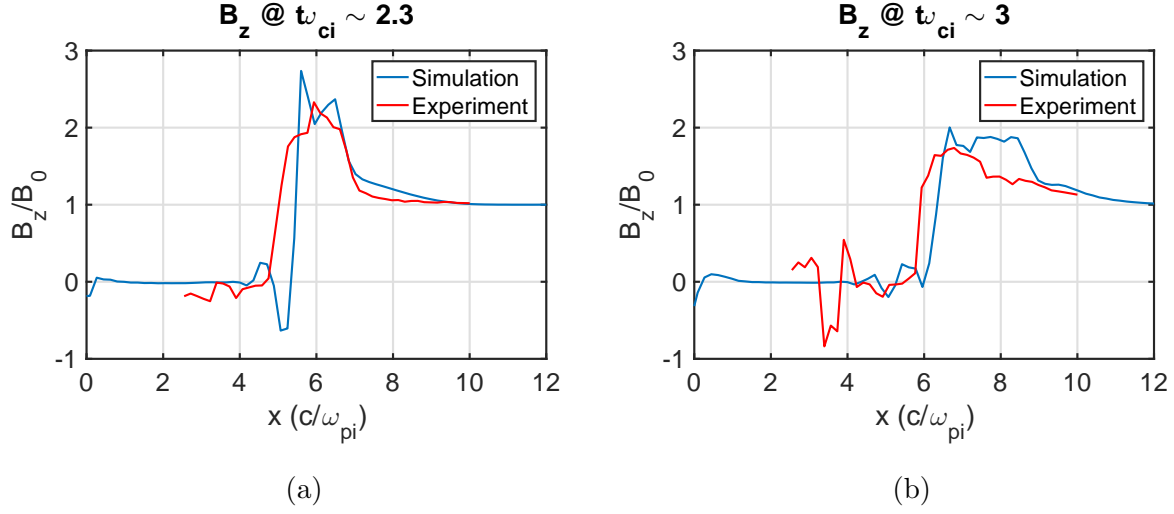 B_z @ tω_ci ∼ 2.3
3
2
1
0
-1
B_z/B_0
Simulation
Experiment
0 2 4 6 8 10 12
x (c/ω_pi)
(a)
B_z @ tω_ci ∼ 3
3
2
1
0
-1
B_z/B_0
Simulation
Experiment
0 2 4 6 8 10 12
x (c/ω_pi)
(b)